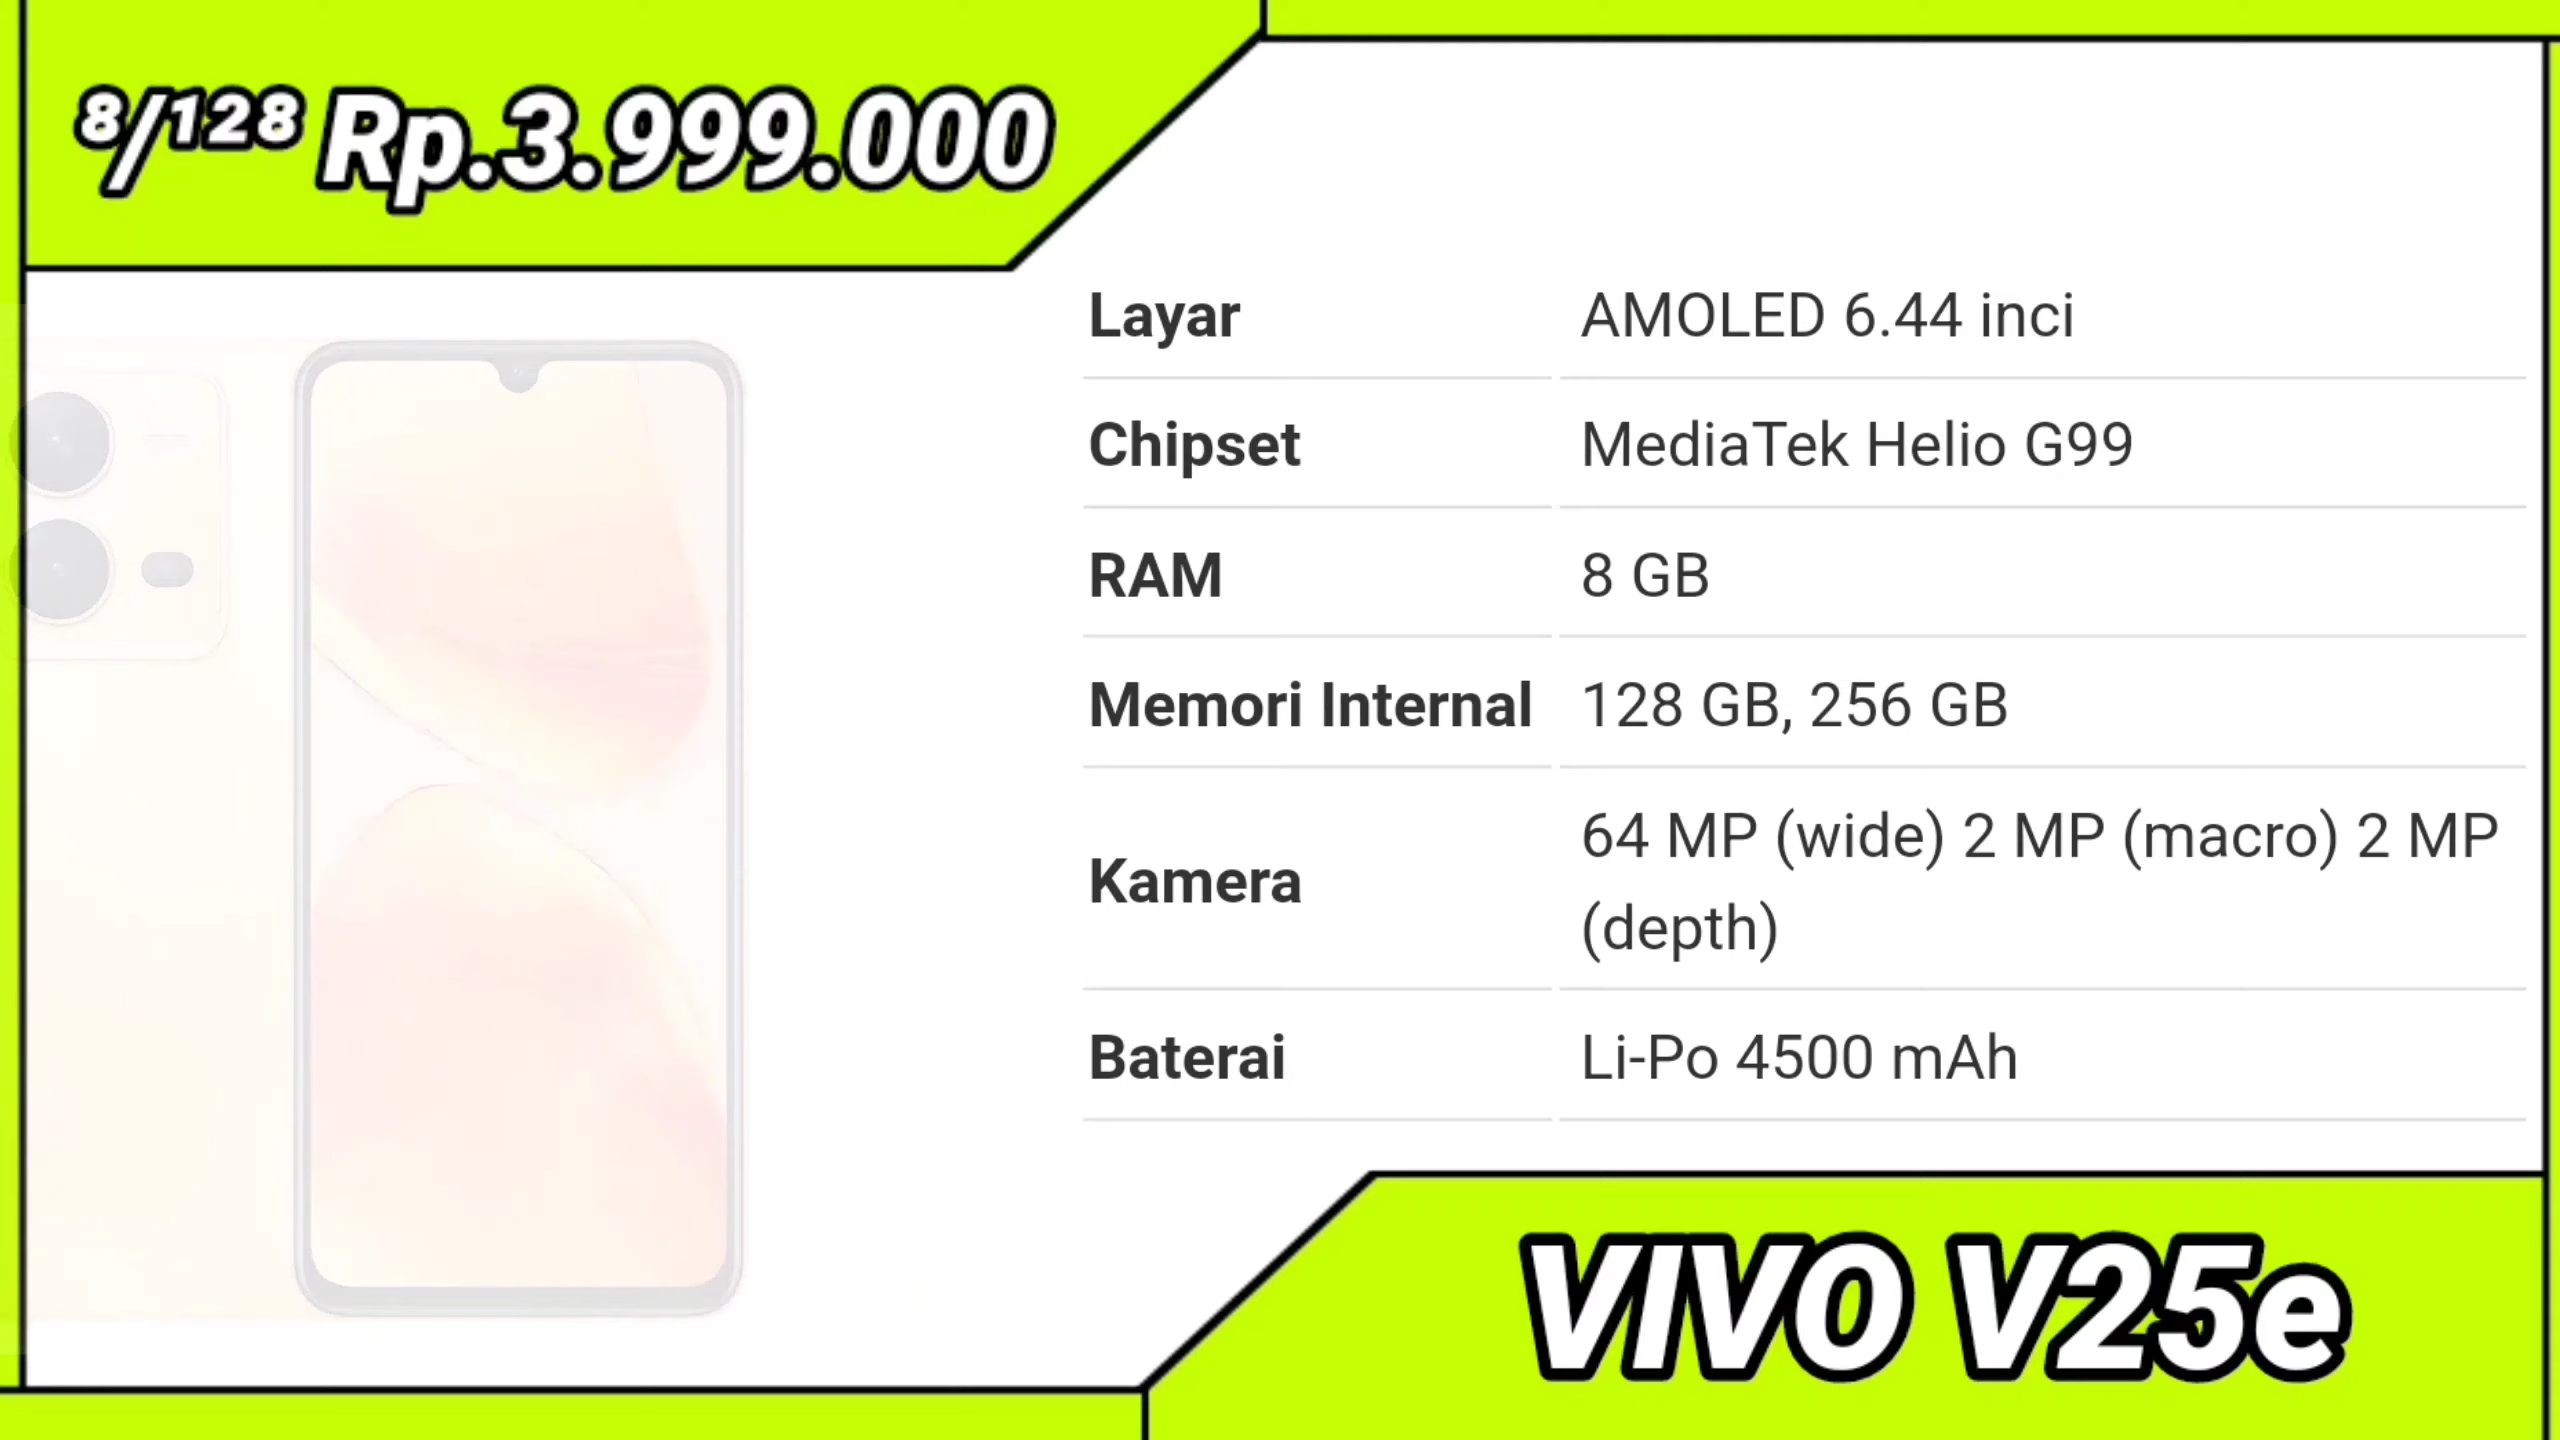 8/128 Rp.3.999.000
Layar AMOLED 6.44 inci
Chipset MediaTek Helio G99
RAM 8 GB
Memori Internal 128 GB, 256 GB
Kamera 64 MP (wide) 2 MP (macro) 2 MP
(depth)
Baterai Li-Po 4500 mAh
VIVO V25e